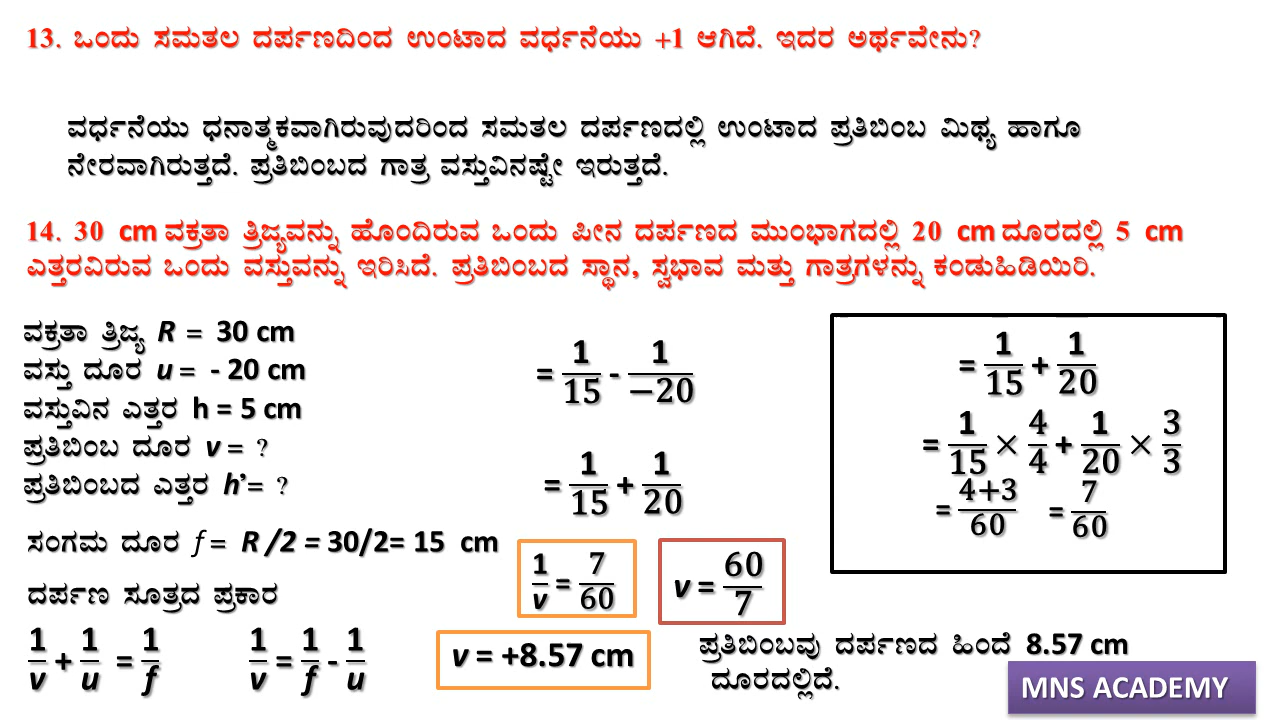 13. ಒಂದು ಸಮತಲ ದರ್ಪಣದಿಂದ ಉಂಟಾದ ವರ್ಧನೆಯು +1 ಆಗಿದೆ. ಇದರ ಅರ್ಥವೇನು?
ವರ್ಧನೆಯು ಧನಾತ್ಮಕವಾಗಿರುವುದರಿಂದ ಸಮತಲ ದರ್ಪಣದಲ್ಲಿ ಉಂಟಾದ ಪ್ರತಿಬಿಂಬ ಮಿಥ್ಯ ಹಾಗೂ
ನೇರವಾಗಿರುತ್ತದೆ. ಪ್ರತಿಬಿಂಬದ ಗಾತ್ರ ವಸ್ತುವಿನಷ್ಟೇ ಇರುತ್ತದೆ.
14. 30 cm ವಕ್ರತಾ ತ್ರಿಜ್ಯವನ್ನು ಹೊಂದಿರುವ ಒಂದು ಪೀನ ದರ್ಪಣದ ಮುಂಭಾಗದಲ್ಲಿ 20 cm ದೂರದಲ್ಲಿ 5 cm
ಎತ್ತರವಿರುವ ಒಂದು ವಸ್ತುವನ್ನು ಇರಿಸಿದೆ. ಪ್ರತಿಬಿಂಬದ ಸ್ಥಾನ, ಸ್ವಭಾವ ಮತ್ತು ಗಾತ್ರಗಳನ್ನು ಕಂಡುಹಿಡಿಯಿರಿ.
ವಕ್ರತಾ ತ್ರಿಜ್ಯ R = 30 cm
ವಸ್ತು ದೂರ u = - 20 cm
ವಸ್ತುವಿನ ಎತ್ತರ h = 5 cm
ಪ್ರತಿಬಿಂಬ ದೂರ v = ?
ಪ್ರತಿಬಿಂಬದ ಎತ್ತರ h’= ?
ಸಂಗಮ ದೂರ f = R /2 = 30/2= 15 cm
ದರ್ಪಣ ಸೂತ್ರದ ಪ್ರಕಾರ
1/v + 1/u = 1/f
1/v = 1/f - 1/u
= 1/15 - 1/−20
= 1/15 + 1/20
1/v = 7/60
v = 60/7
v = +8.57 cm
= 1/15 + 1/20
= 1/15 × 4/4 + 1/20 × 3/3
= 4+3/60 = 7/60
ಪ್ರತಿಬಿಂಬವು ದರ್ಪಣದ ಹಿಂದೆ 8.57 cm
ದೂರದಲ್ಲಿದೆ.
MNS ACADEMY